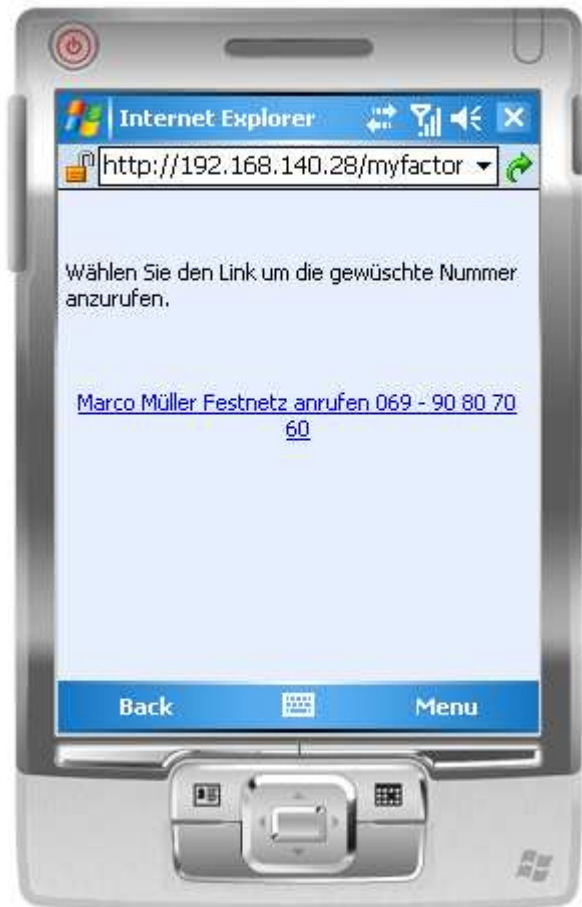 Internet Explorer
http://192.168.140.28/myfactor
Wählen Sie den Link um die gewüschte Nummer
anzurufen.
Marco Müller Festnetz anrufen 069 - 90 80 70
60
Back Menu